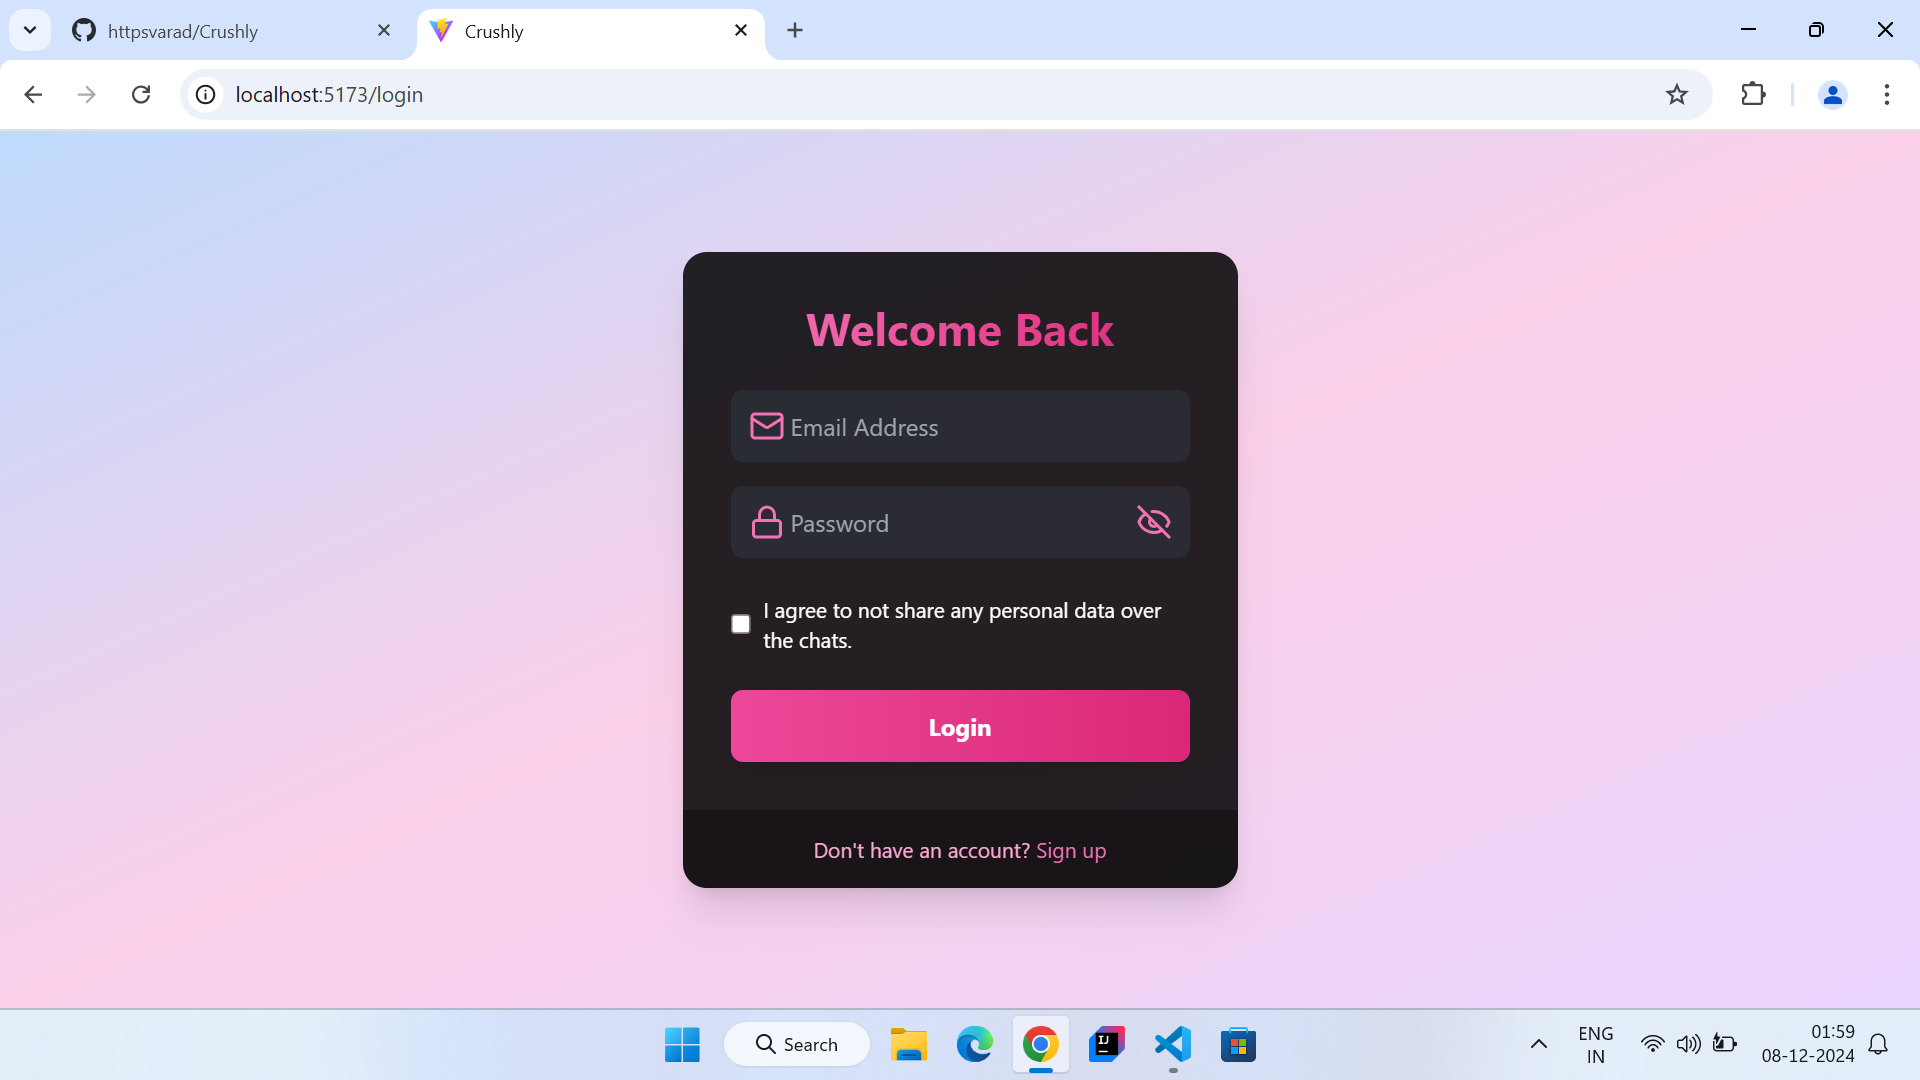 httpsvarad/Crushly
Crushly
localhost:5173/login
Welcome Back
Email Address
Password
I agree to not share any personal data over
the chats.
Login
Don't have an account? Sign up
Search
IJ
ENG
IN
01:59
08-12-2024